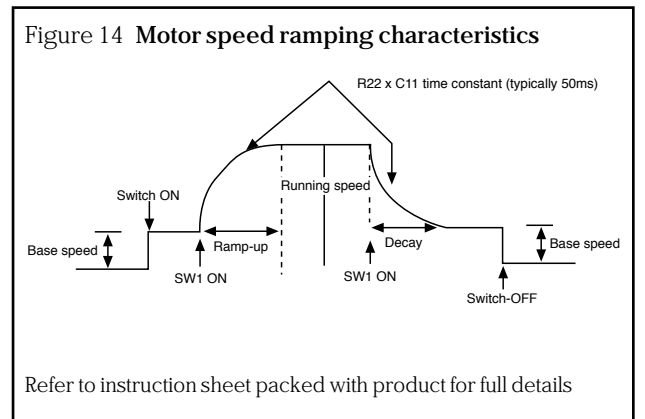 Figure 14 Motor speed ramping characteristics
R22 x C11 time constant (typically 50ms)
Switch ON
Running speed
Base speed
Ramp-up
Decay
Base speed
SW1 ON
SW1 ON
Switch-OFF
Refer to instruction sheet packed with product for full details